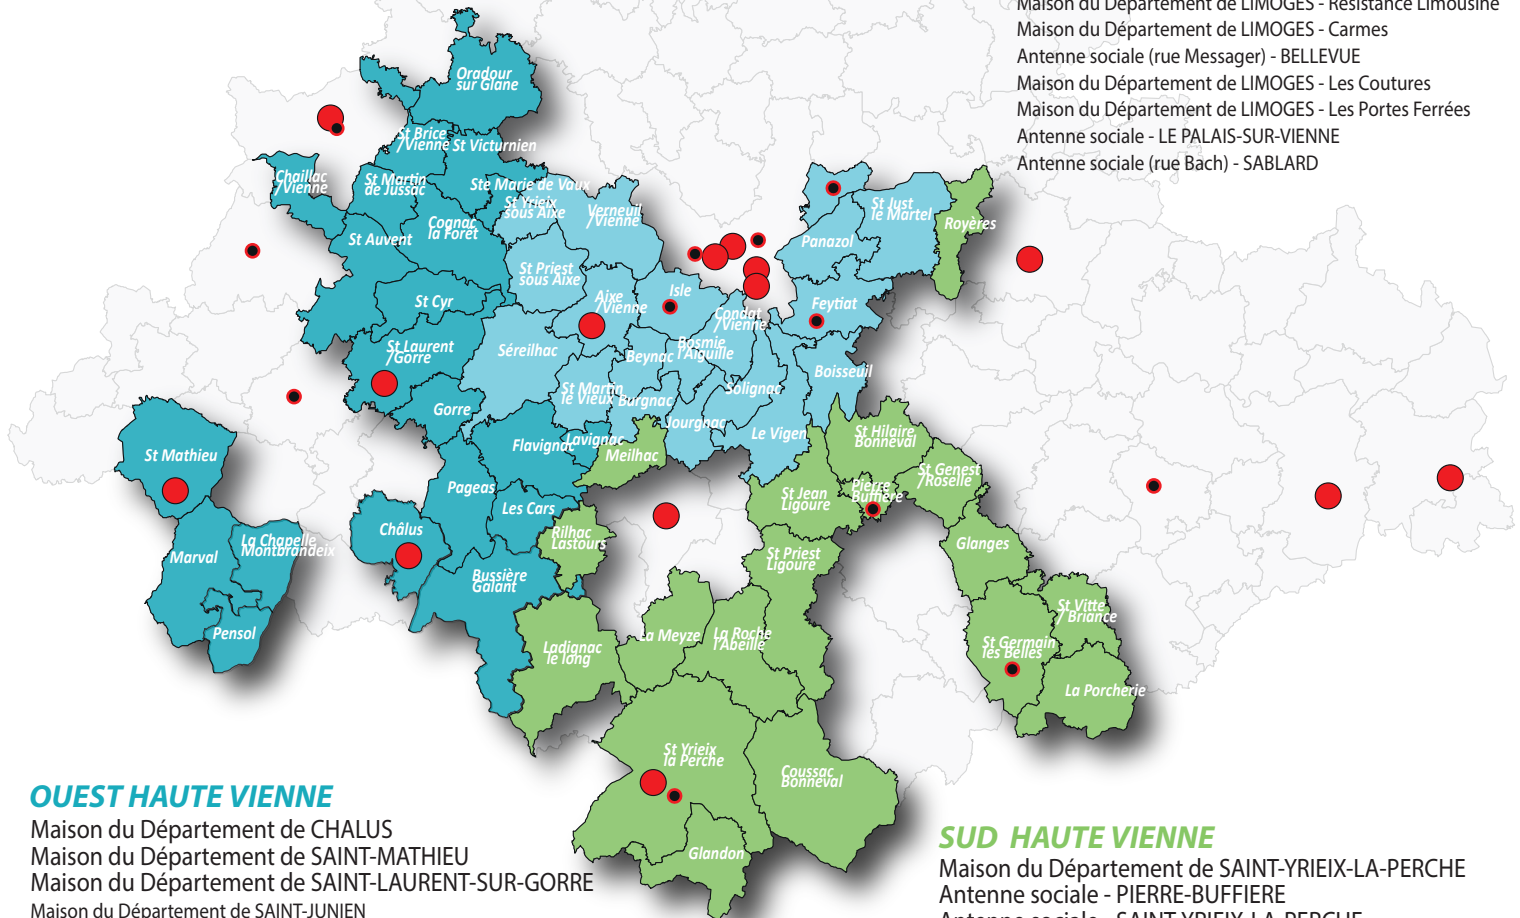 Maison du Département de LIMOGES - Résistance Limousine
Maison du Département de LIMOGES - Carmes
Antenne sociale (rue Messager) - BELLEVUE
Maison du Département de LIMOGES - Les Coutures
Maison du Département de LIMOGES - Les Portes Ferrées
Antenne sociale - LE PALAIS-SUR-VIENNE
Antenne sociale (rue Bach) - SABLARD
Oradour
sur Glane
St Brice
/Vienne
St Victurnien
Chaillac
/Vienne
St Martin
de Jussac
Ste Marie de Vaux
St Yrieix
sous Aixe
Verneuil
/Vienne
St Just
le Martel
Royères
Cognac
la Forêt
St Auvent
Panazol
St Priest
sous Aixe
St Cyr
Aixe
/Vienne
Isle
Condat
/Vienne
Feytiat
St Laurent
/Gorre
Séreilhac
Beynac
Bosmie
l'Aiguille
Boisseuil
St Martin
le Vieux
Burgnac
Solignac
Gorre
Jourgnac
Le Vigen
Flavignac
Lavignac
Meilhac
St Hilaire
Bonneval
St Mathieu
St Genest
/Roselle
Pageas
Les Cars
St Jean
Ligoure
Pierre
Buffière
Châlus
Rilhac
Lastours
La Chapelle
Montbrandeix
Marval
Glanges
St Priest
Ligoure
Bussière
Galant
St Vitte
/ Briance
Pensol
Ladignac
le long
La Meyze
La Roche
l'Abeille
St Germain
les Belles
La Porcherie
St Yrieix
la Perche
Coussac
Bonneval
Glandon
OUEST HAUTE VIENNE
Maison du Département de CHALUS
Maison du Département de SAINT-MATHIEU
Maison du Département de SAINT-LAURENT-SUR-GORRE
Maison du Département de SAINT-JUNIEN
SUD HAUTE VIENNE
Maison du Département de SAINT-YRIEIX-LA-PERCHE
Antenne sociale - PIERRE-BUFFIERE
Antenne sociale - SAINT-YRIEIX-LA-PERCHE